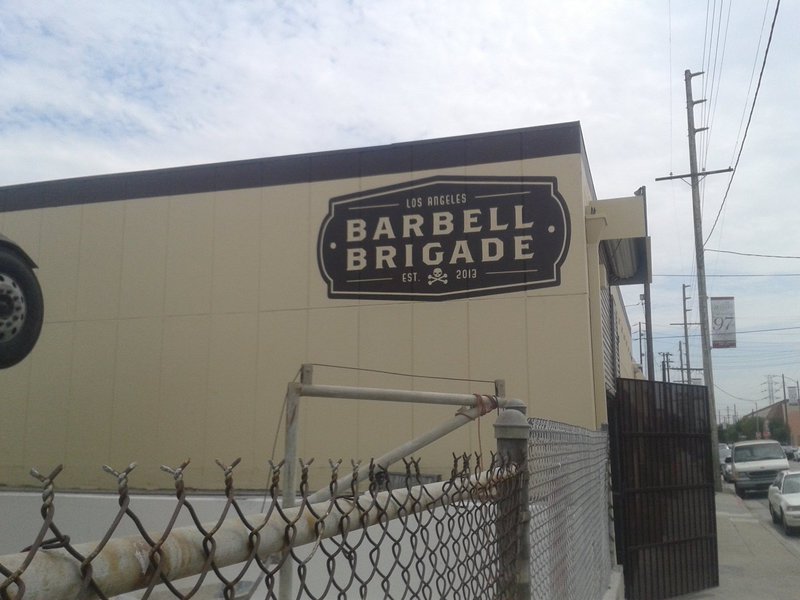 LOS ANGELES
BARBELL
BRIGADE
EST. 2013
97